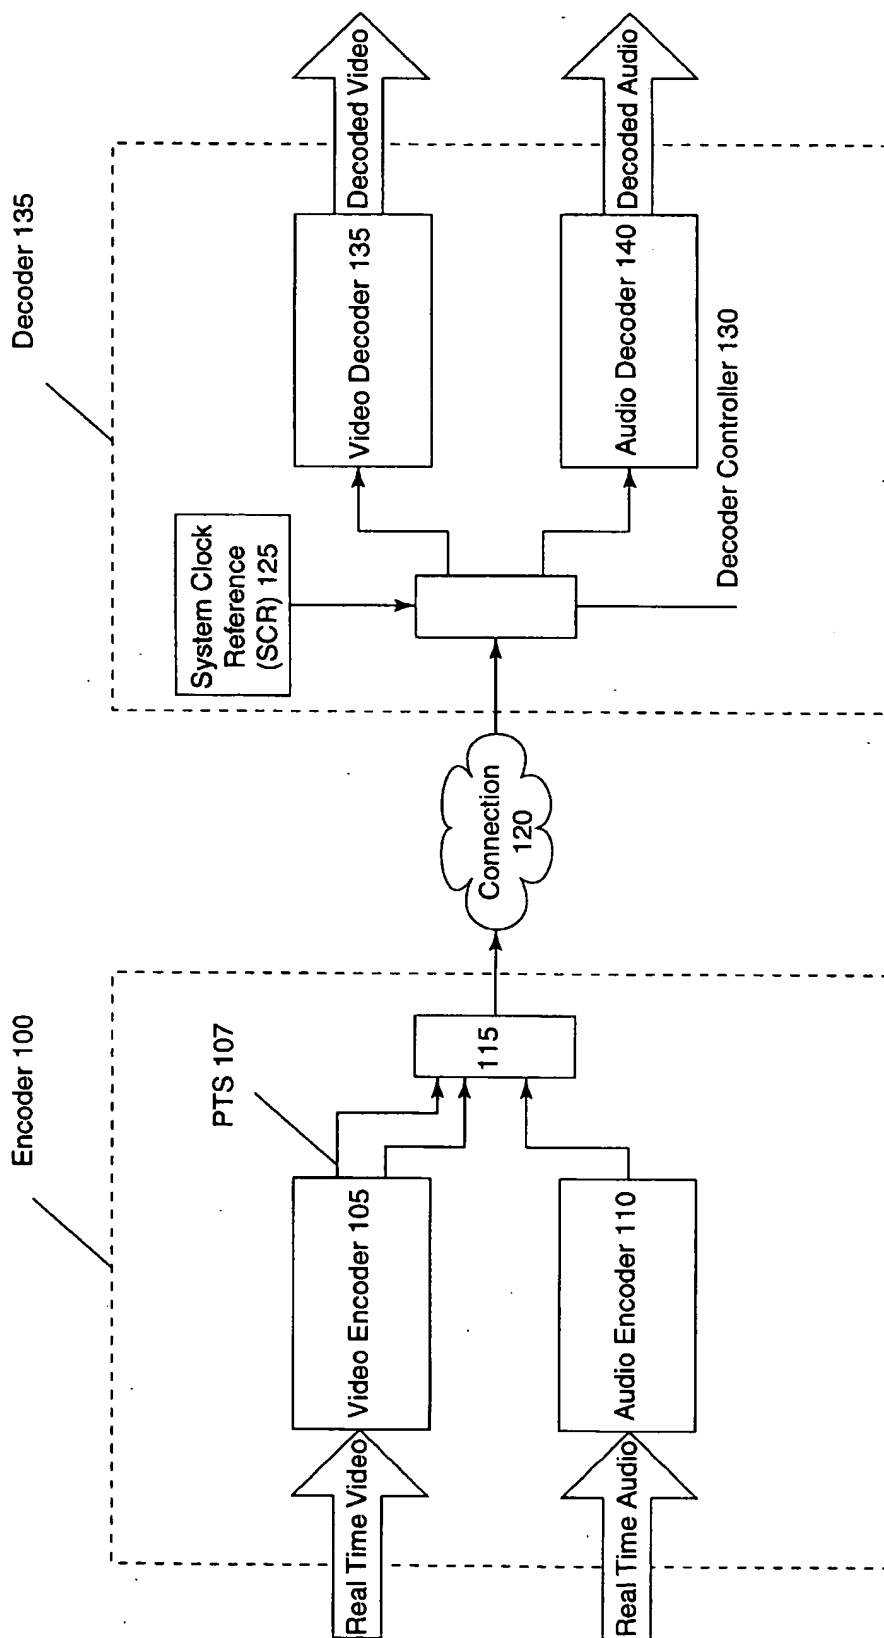 Encoder 100
Decoder 135
Real Time Video
Video Encoder 105
PTS 107
115
Real Time Audio
Audio Encoder 110
Connection
120
System Clock
Reference
(SCR) 125
Video Decoder 135
Decoded Video
Audio Decoder 140
Decoded Audio
Decoder Controller 130